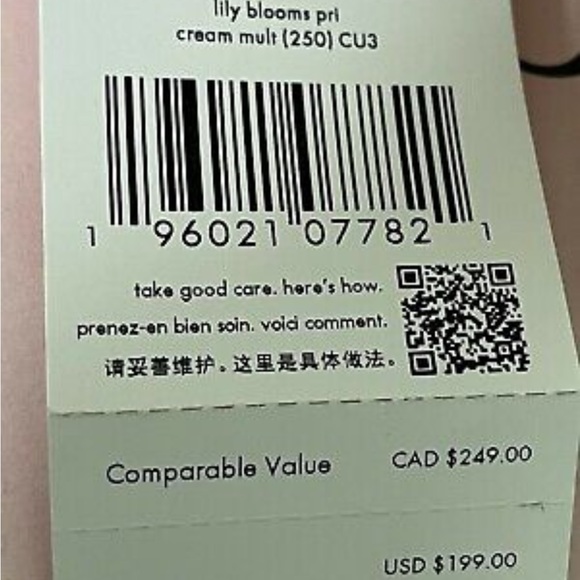 lily blooms pri
cream mult (250) CU3
1 96021 07782 1
take good care. here's how.
prenez-en bien soin. voici comment.
请妥善维护。这里是具体做法。
Comparable Value CAD $249.00
USD $199.00